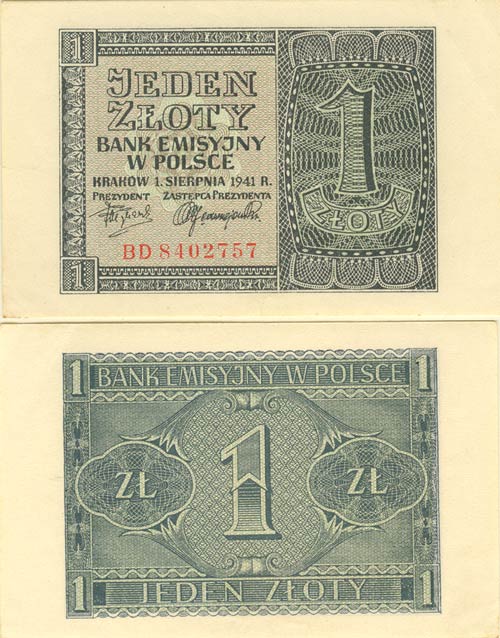 1
JEDEN
ZŁOTY
BANK EMISYJNY
W POLSCE
KRAKÓW 1. SIERPNIA 1941 R.
PREZYDENT ZASTĘPCA PREZYDENTA
BD 8402757
1
1
ZŁOTY
1 BANK EMISYJNY W POLSCE 1
ZŁ 1 ZŁ
1 JEDEN ZŁOTY 1